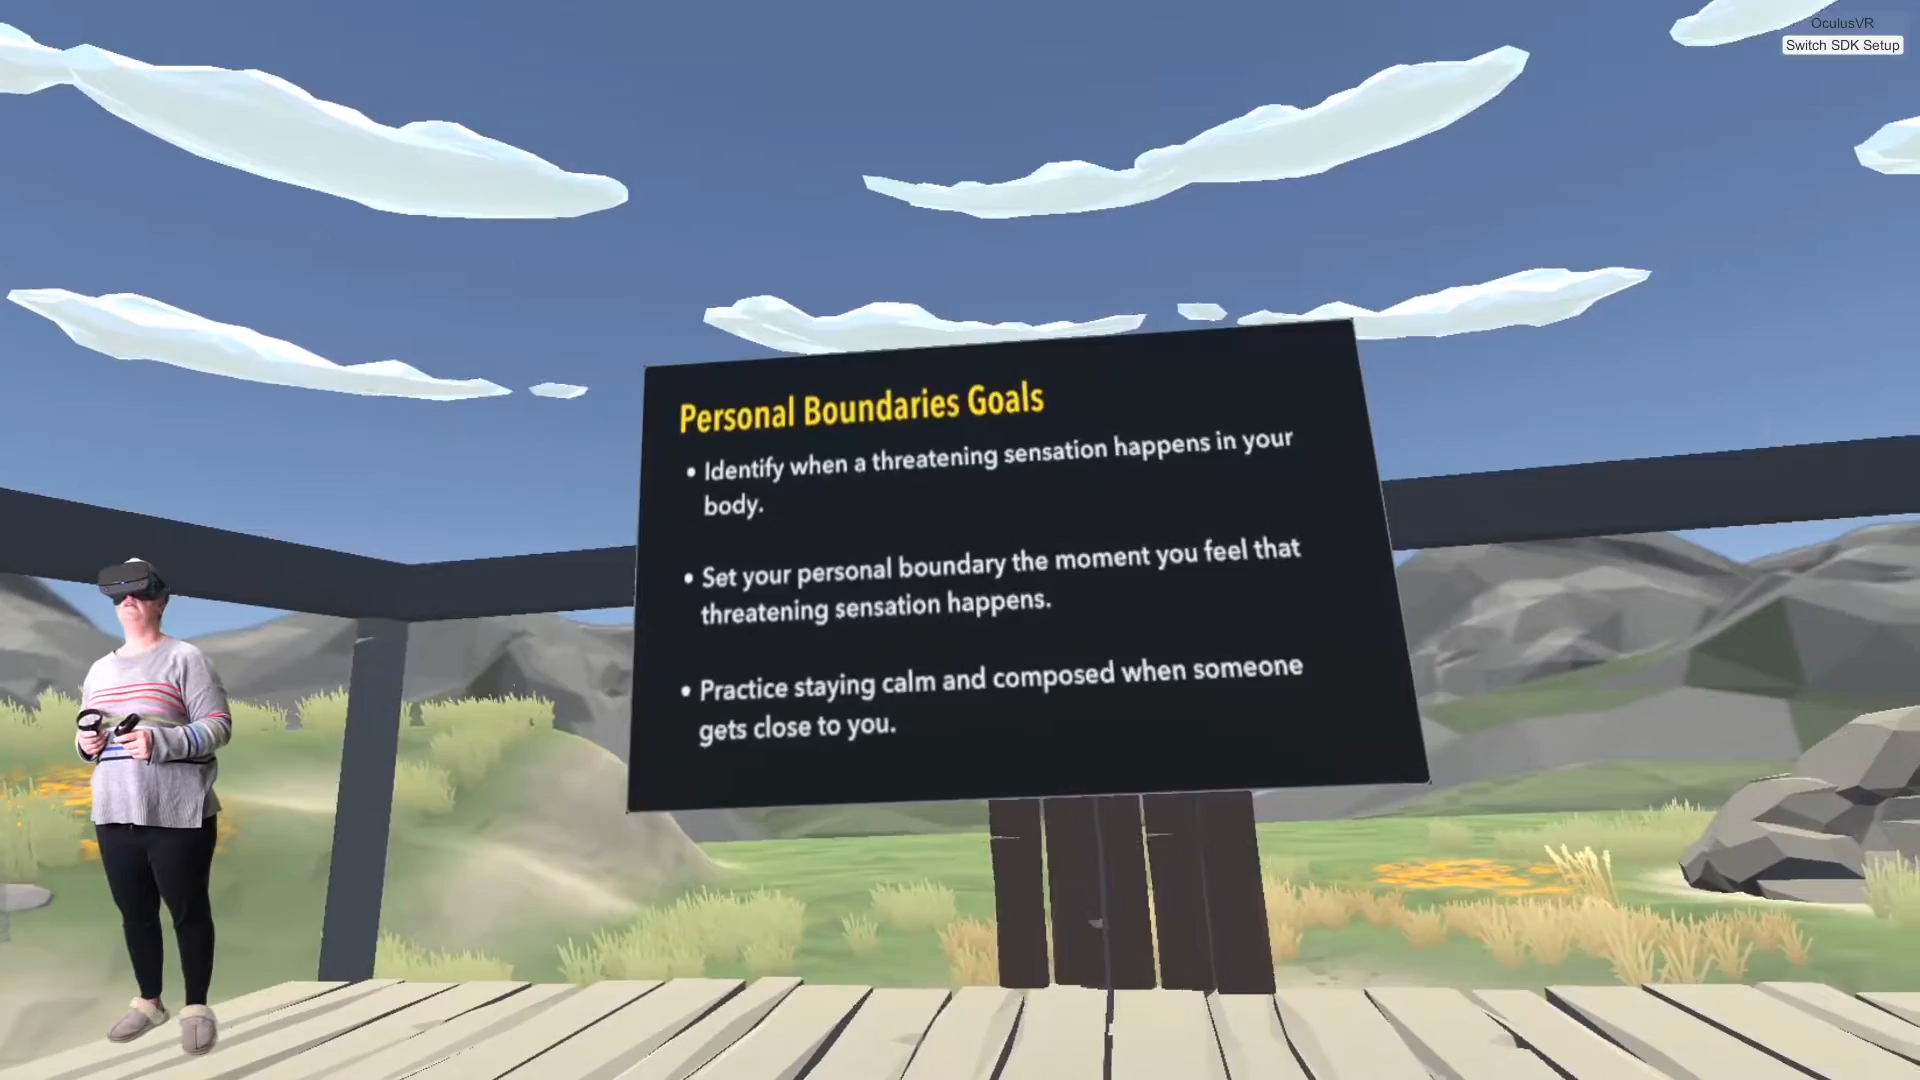 OculusVR
Switch SDK Setup
Personal Boundaries Goals
• Identify when a threatening sensation happens in your
body.
• Set your personal boundary the moment you feel that
threatening sensation happens.
• Practice staying calm and composed when someone
gets close to you.